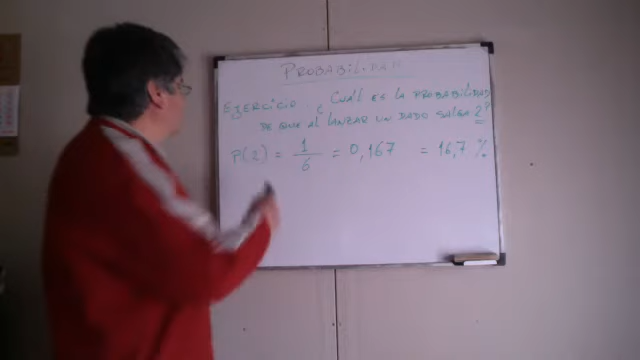 PROBABILIDAD
EJERCICIO ¿CUÁL ES LA PROBABILIDAD
DE QUE AL LANZAR UN DADO SALGA 2?
P(2) = 1/6 = 0,167 = 16,7 %